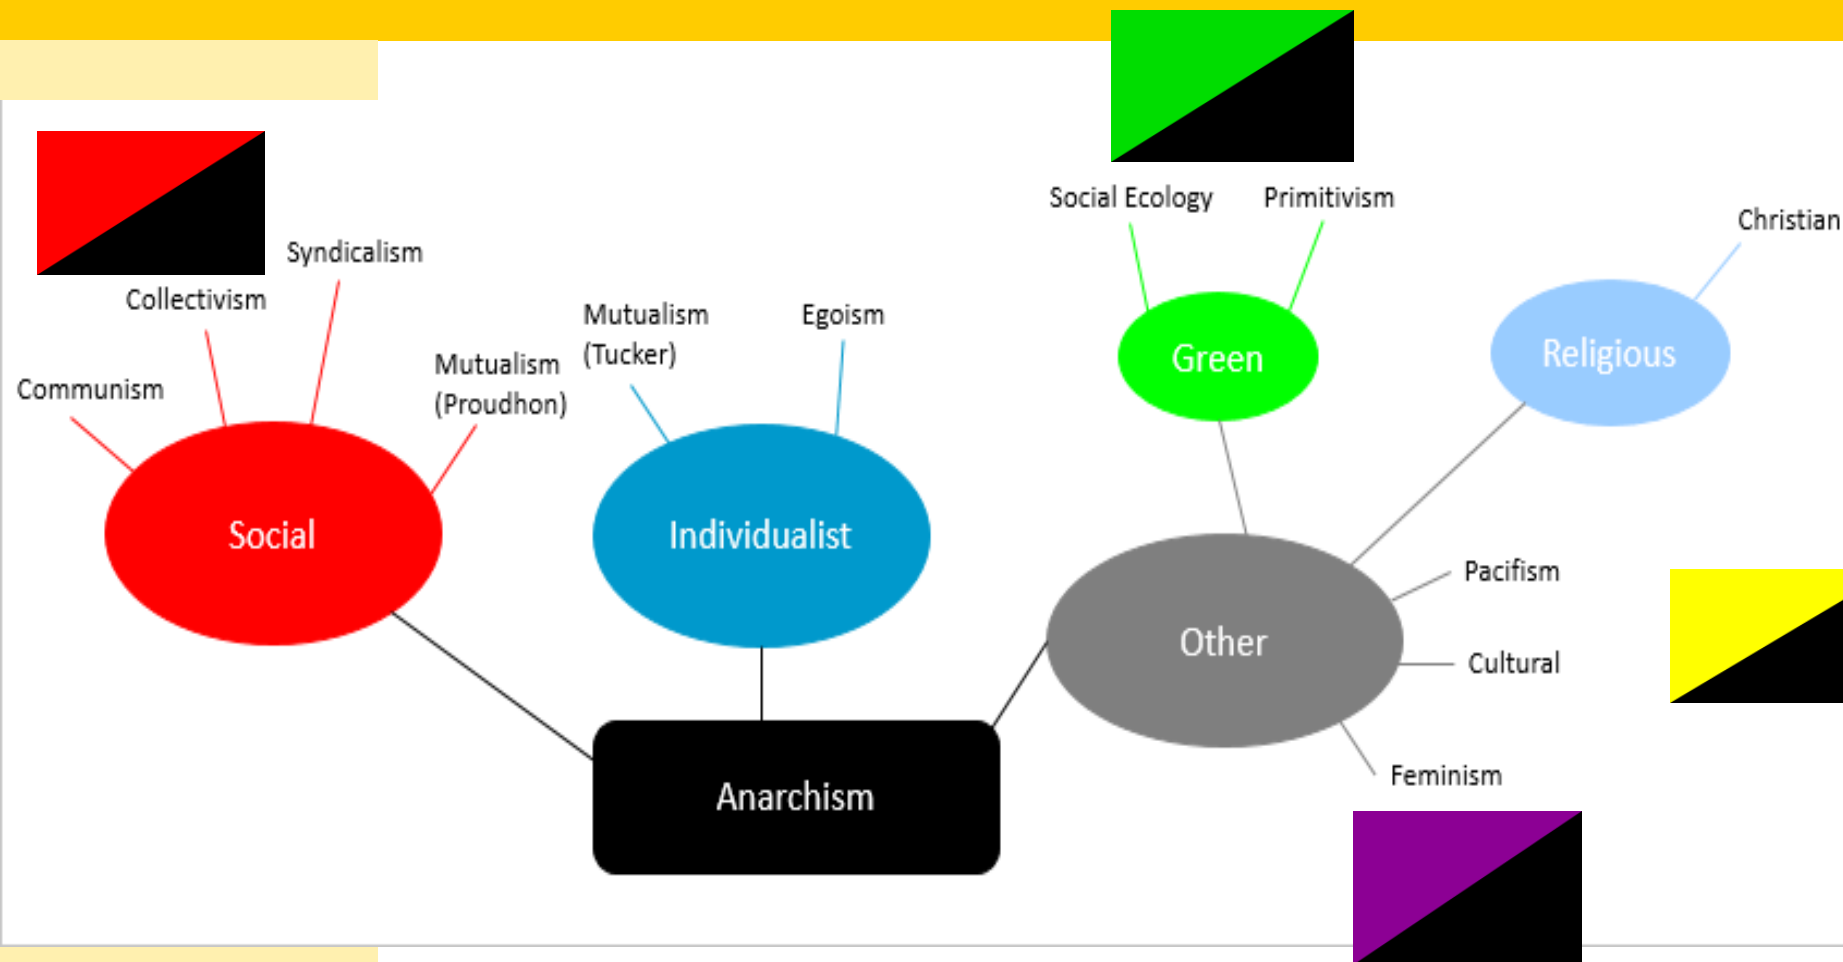 Social Ecology
Primitivism
Christian
Syndicalism
Collectivism
Mutualism
(Tucker)
Egoism
Green
Religious
Communism
Mutualism
(Proudhon)
Social
Individualist
Other
Pacifism
Cultural
Feminism
Anarchism